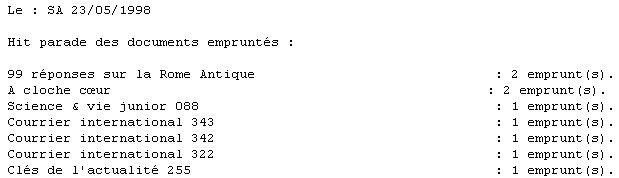 Le : SA 23/05/1998
Hit parade des documents empruntés :
99 réponses sur la Rome Antique : 2 emprunt(s).
A cloche cœur : 2 emprunt(s).
Science & vie junior 088 : 1 emprunt(s).
Courrier international 343 : 1 emprunt(s).
Courrier international 342 : 1 emprunt(s).
Courrier international 322 : 1 emprunt(s).
Clés de l'actualité 255 : 1 emprunt(s).